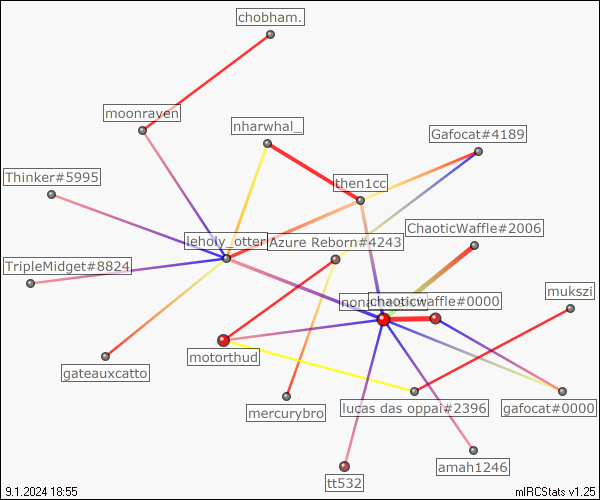 chobham.
moonraven
nharwhal_
Gafocat#4189
Thinker#5995
then1cc
ChaoticWaffle#2006
leholy_otter
Azure Reborn#4243
TripleMidget#8824
mukszi
chaoticwaffle#0000
motorthud
gateauxcatto
mercurybro
lucas das oppai#2396
gafocat#0000
amah1246
tt532
9.1.2024 18:55
mIRCStats v1.25